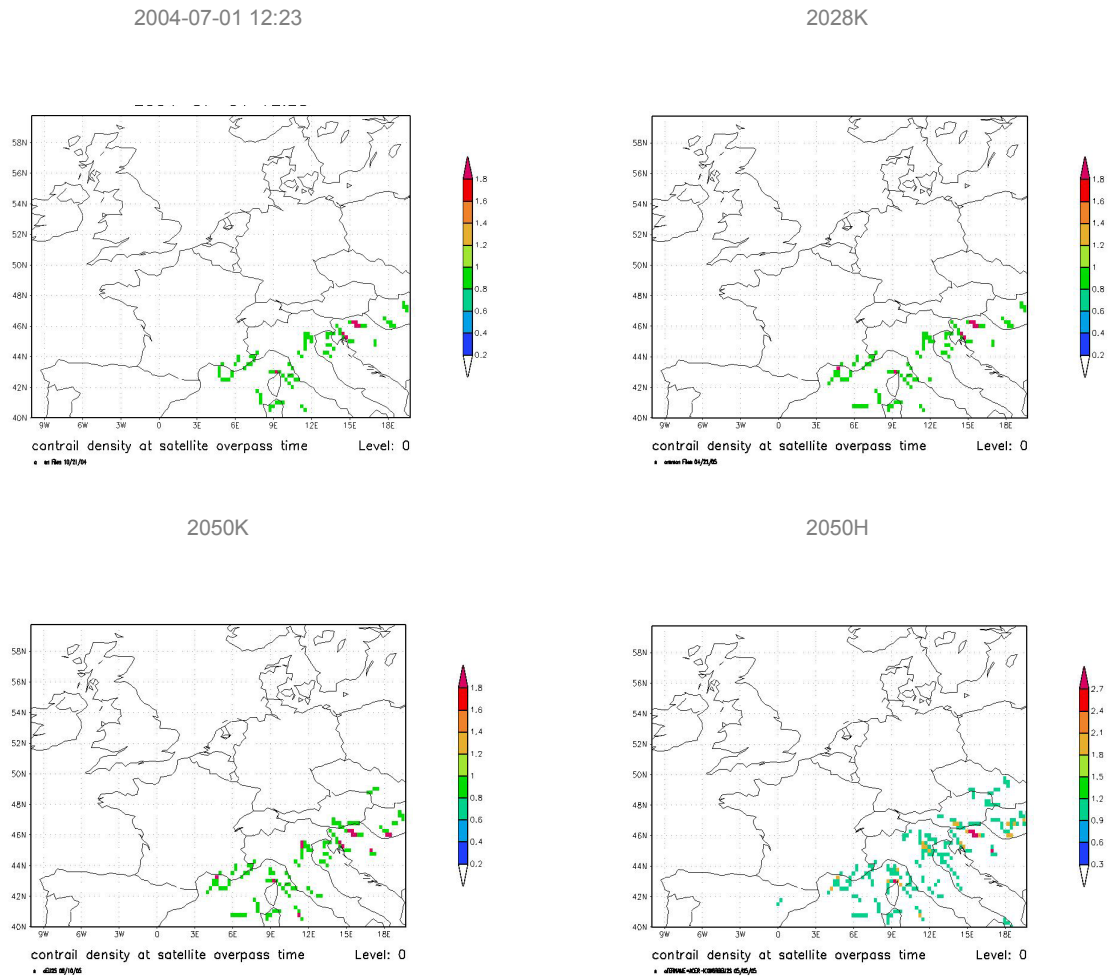 2004-07-01 12:23
2028K
58N
56N
54N
52N
50N
48N
46N
44N
42N
40N
9W 6W 3W 0 3E 6E 9E 12E 15E 18E
1.8
1.6
1.4
1.2
1
0.8
0.6
0.4
0.2
contrail density at satellite overpass time Level: 0
58N
56N
54N
52N
50N
48N
46N
44N
42N
40N
9W 6W 3W 0 3E 6E 9E 12E 15E 18E
1.8
1.6
1.4
1.2
1
0.8
0.6
0.4
0.2
contrail density at satellite overpass time Level: 0
2050K
2050H
58N
56N
54N
52N
50N
48N
46N
44N
42N
40N
9W 6W 3W 0 3E 6E 9E 12E 15E 18E
1.8
1.6
1.4
1.2
1
0.8
0.6
0.4
0.2
contrail density at satellite overpass time Level: 0
58N
56N
54N
52N
50N
48N
46N
44N
42N
40N
9W 6W 3W 0 3E 6E 9E 12E 15E 18E
2.7
2.4
2.1
1.8
1.5
1.2
0.9
0.6
0.3
contrail density at satellite overpass time Level: 0